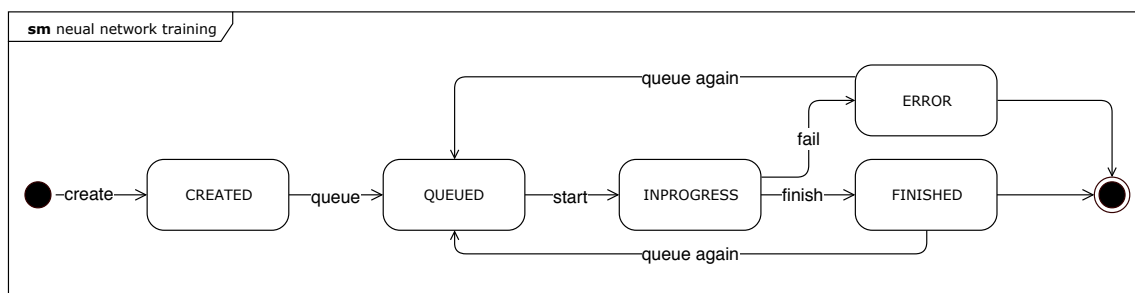 sm neual network training
queue again
ERROR
fail
create
CREATED
queue
QUEUED
start
INPROGRESS
finish
FINISHED
queue again